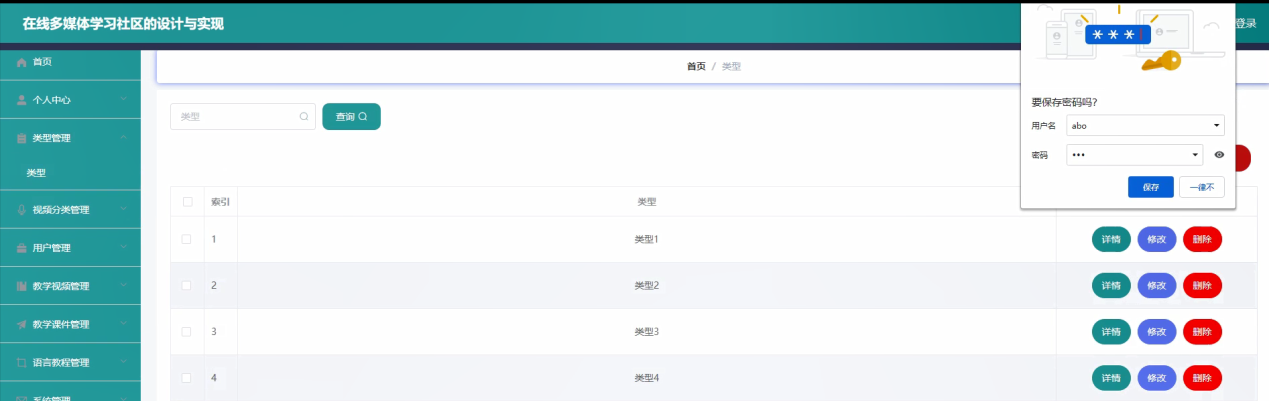 在线多媒体学习社区的设计与实现
登录
首页
个人中心
类型管理
类型
视频分类管理
用户管理
教学视频管理
教学课件管理
语言教程管理
系统管理
首页 / 类型
类型
查询
索引 类型
1 类型1 详情 修改 删除
2 类型2 详情 修改 删除
3 类型3 详情 修改 删除
4 类型4 详情 修改 删除
***
要保存密码吗?
用户名 abo
密码 •••
保存 一律不